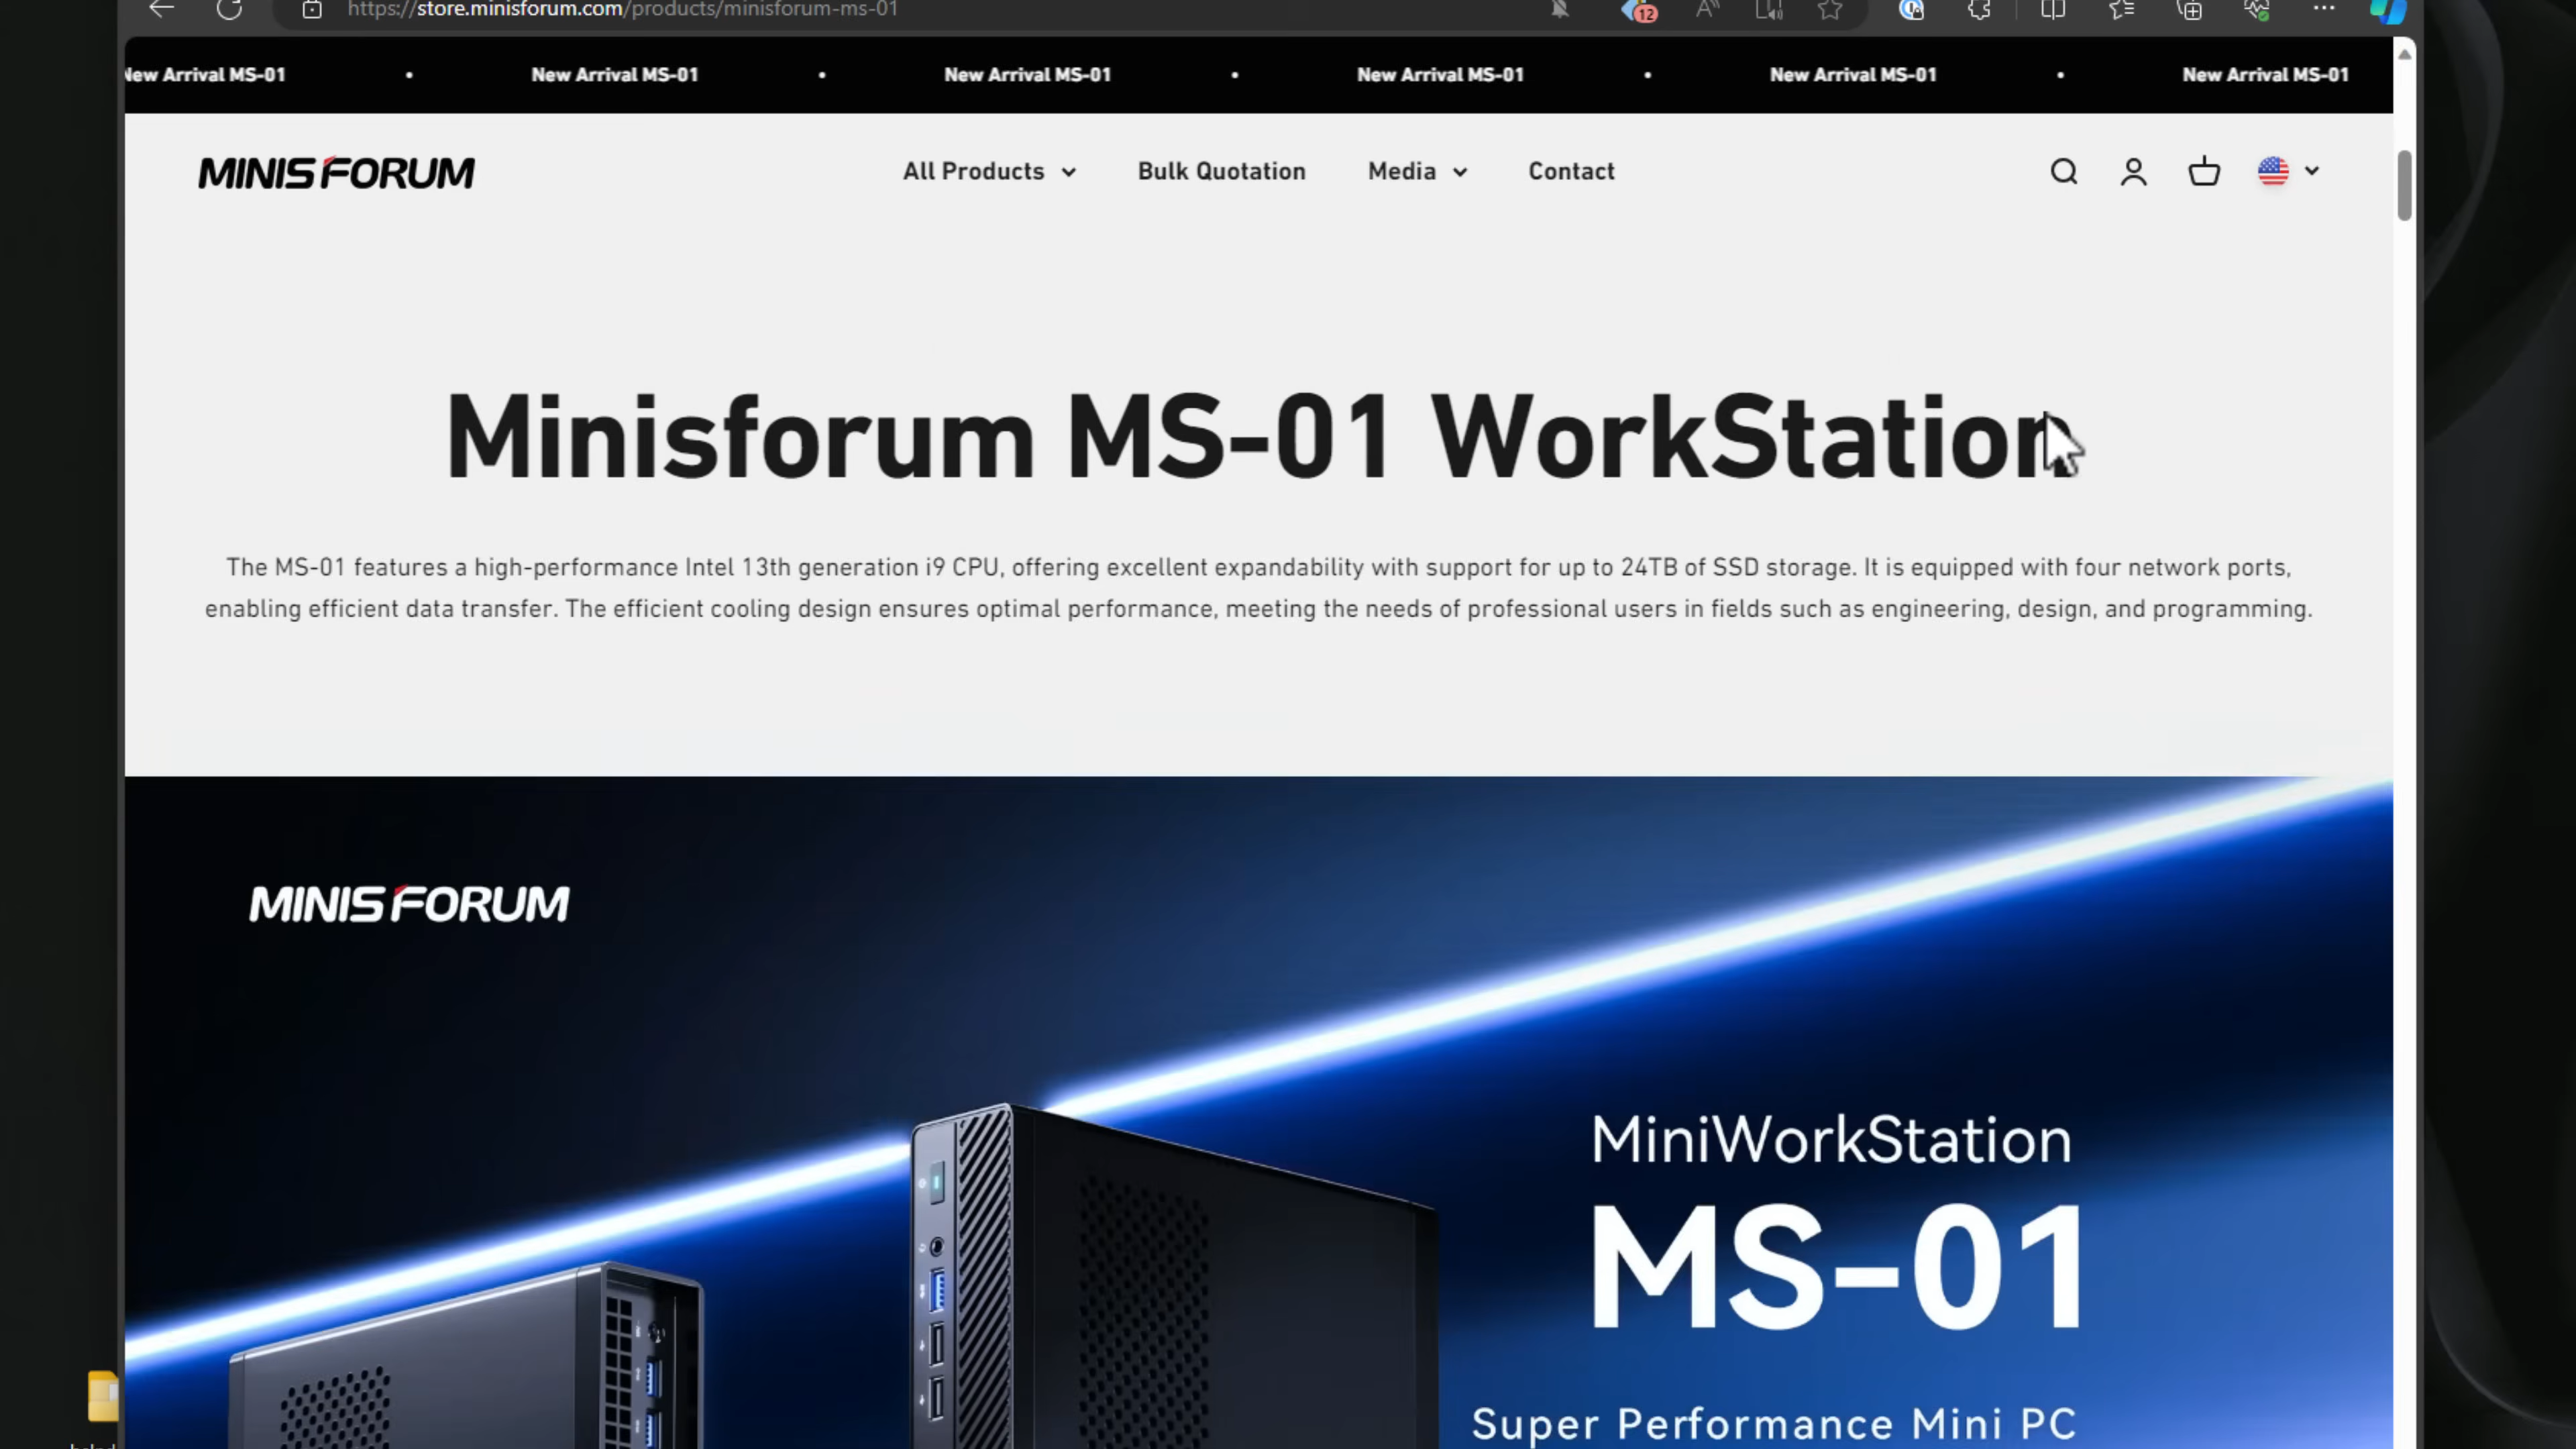 https://store.minisforum.com/products/minisforum-ms-01
12
New Arrival MS-01 • New Arrival MS-01 • New Arrival MS-01 • New Arrival MS-01 • New Arrival MS-01 • New Arrival MS-01
MINISFORUM
All Products
Bulk Quotation
Media
Contact
Minisforum MS-01 WorkStation
The MS-01 features a high-performance Intel 13th generation i9 CPU, offering excellent expandability with support for up to 24TB of SSD storage. It is equipped with four network ports,
enabling efficient data transfer. The efficient cooling design ensures optimal performance, meeting the needs of professional users in fields such as engineering, design, and programming.
MINISFORUM
MiniWorkStation
MS-01
Super Performance Mini PC